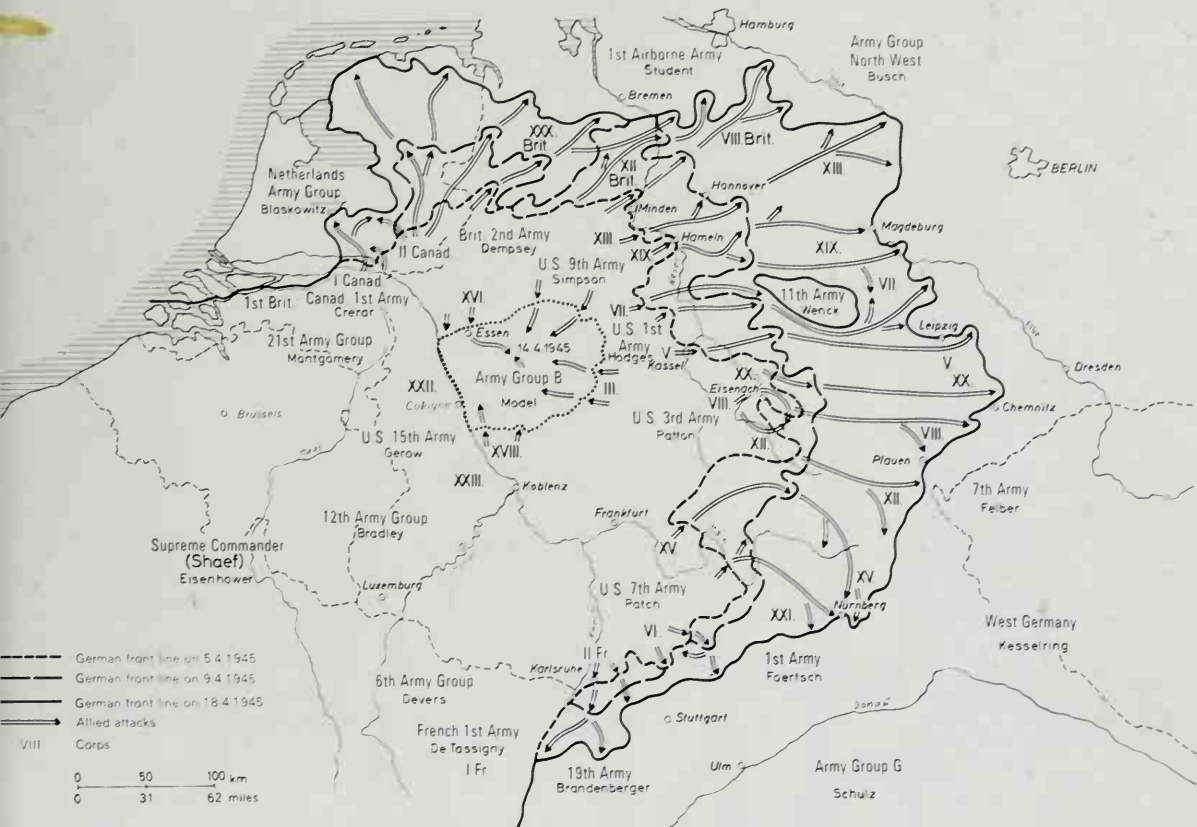 Hamburg
1st Airborne Army
Student
Army Group
North West
Busch
Bremen
XXX.
Brit
VIII. Brit.
XII
Brit.
XIII.
BERLIN
Netherlands
Army Group
Blaskowitz
Hannover
Minden
Magdeburg
II Canad
Brit. 2nd Army
Dempsey
XIII.
Hameln
XIX.
XIX.
I Canad
U.S. 9th Army
Simpson
VII.
1st Brit.
Canad. 1st Army
Crerar
XVI.
11th Army
Wenck
VII.
Essen
U.S. 1st
Army
Hodges
Leipzig
21st Army Group
Montgomery
14.4.1945
V
Kassel
V
XX.
Elbe
Dresden
Army Group B
Model
III.
XX.
Eisenach
VIII.
XXII.
Cologne
Chemnitz
Brussels
U.S. 3rd Army
Patton
VIII.
U.S. 15th Army
Gerow
XVIII.
XII.
Plauen
Maas
XXIII.
Koblenz
XII.
7th Army
Felber
12th Army Group
Bradley
Frankfurt
Supreme Commander
(Shaef)
Eisenhower
XV
Luxemburg
U.S. 7th Army
Patch
XV
Nürnberg
XXI.
West Germany
Kesselring
VI.
II Fr
Karlsruhe
1st Army
Foertsch
6th Army Group
Devers
Stuttgart
Donau
French 1st Army
De Tassigny
I Fr
19th Army
Brandenberger
Ulm
Army Group G
Schulz
German front line on 5.4.1945
German front line on 9.4.1945
German front line on 18.4.1945
Allied attacks
VIII Corps
0 50 100 km
0 31 62 miles